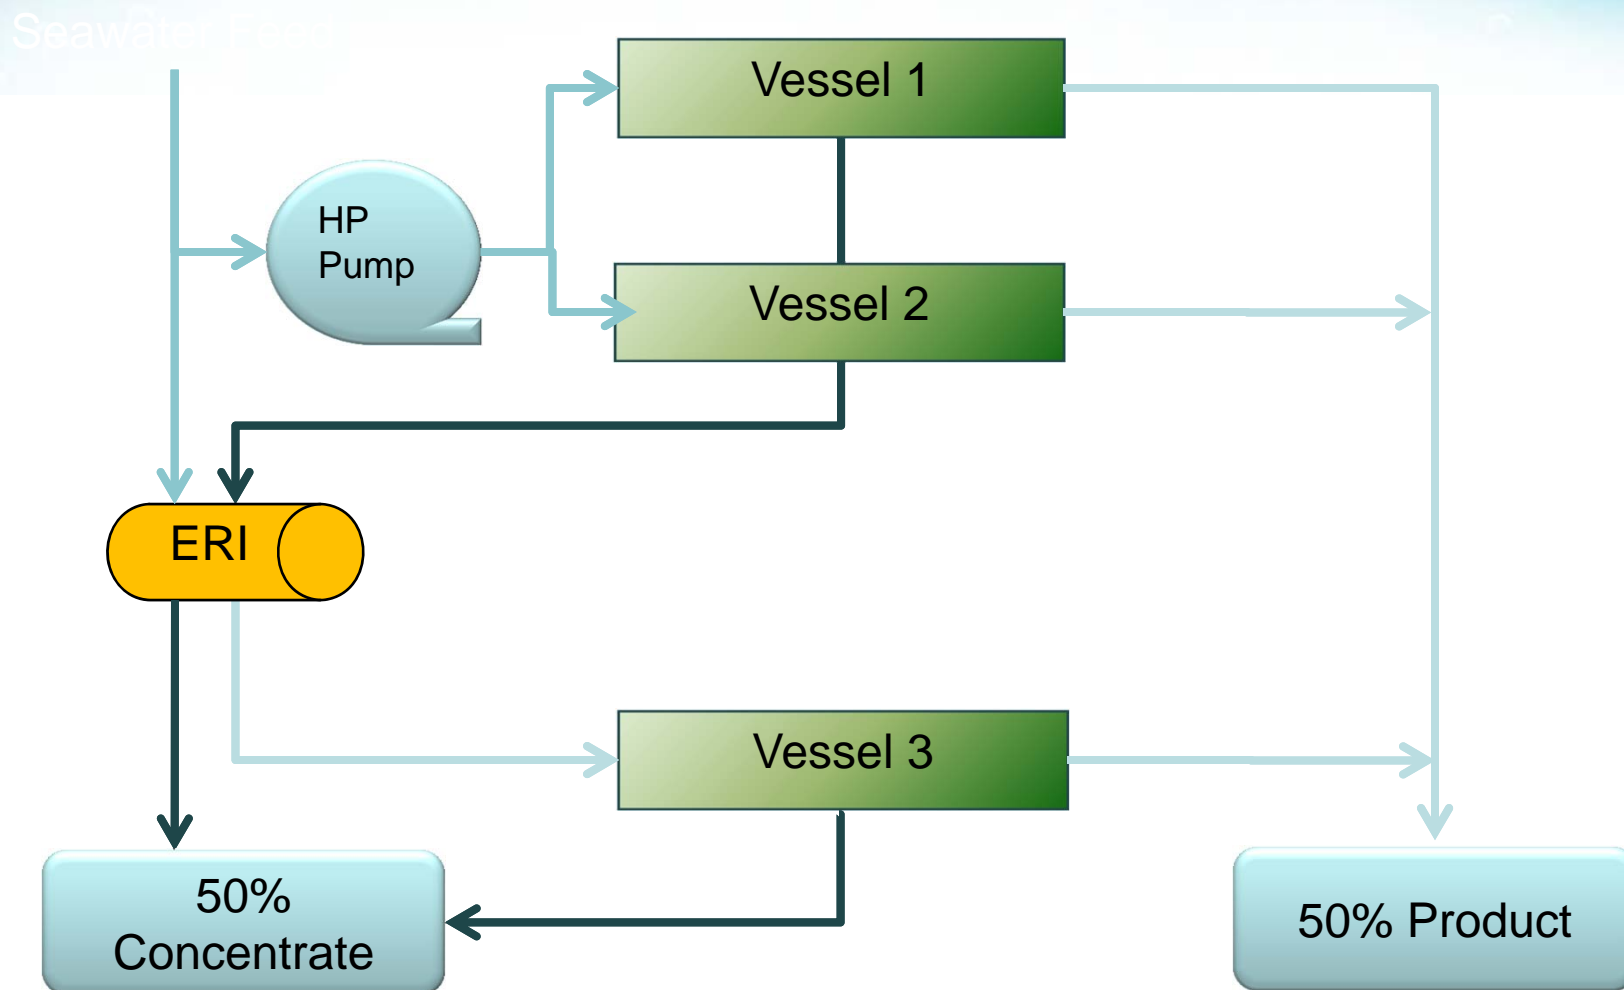 Seawater Feed
Vessel 1
HP
Pump
Vessel 2
ERI
Vessel 3
50%
Concentrate
50% Product